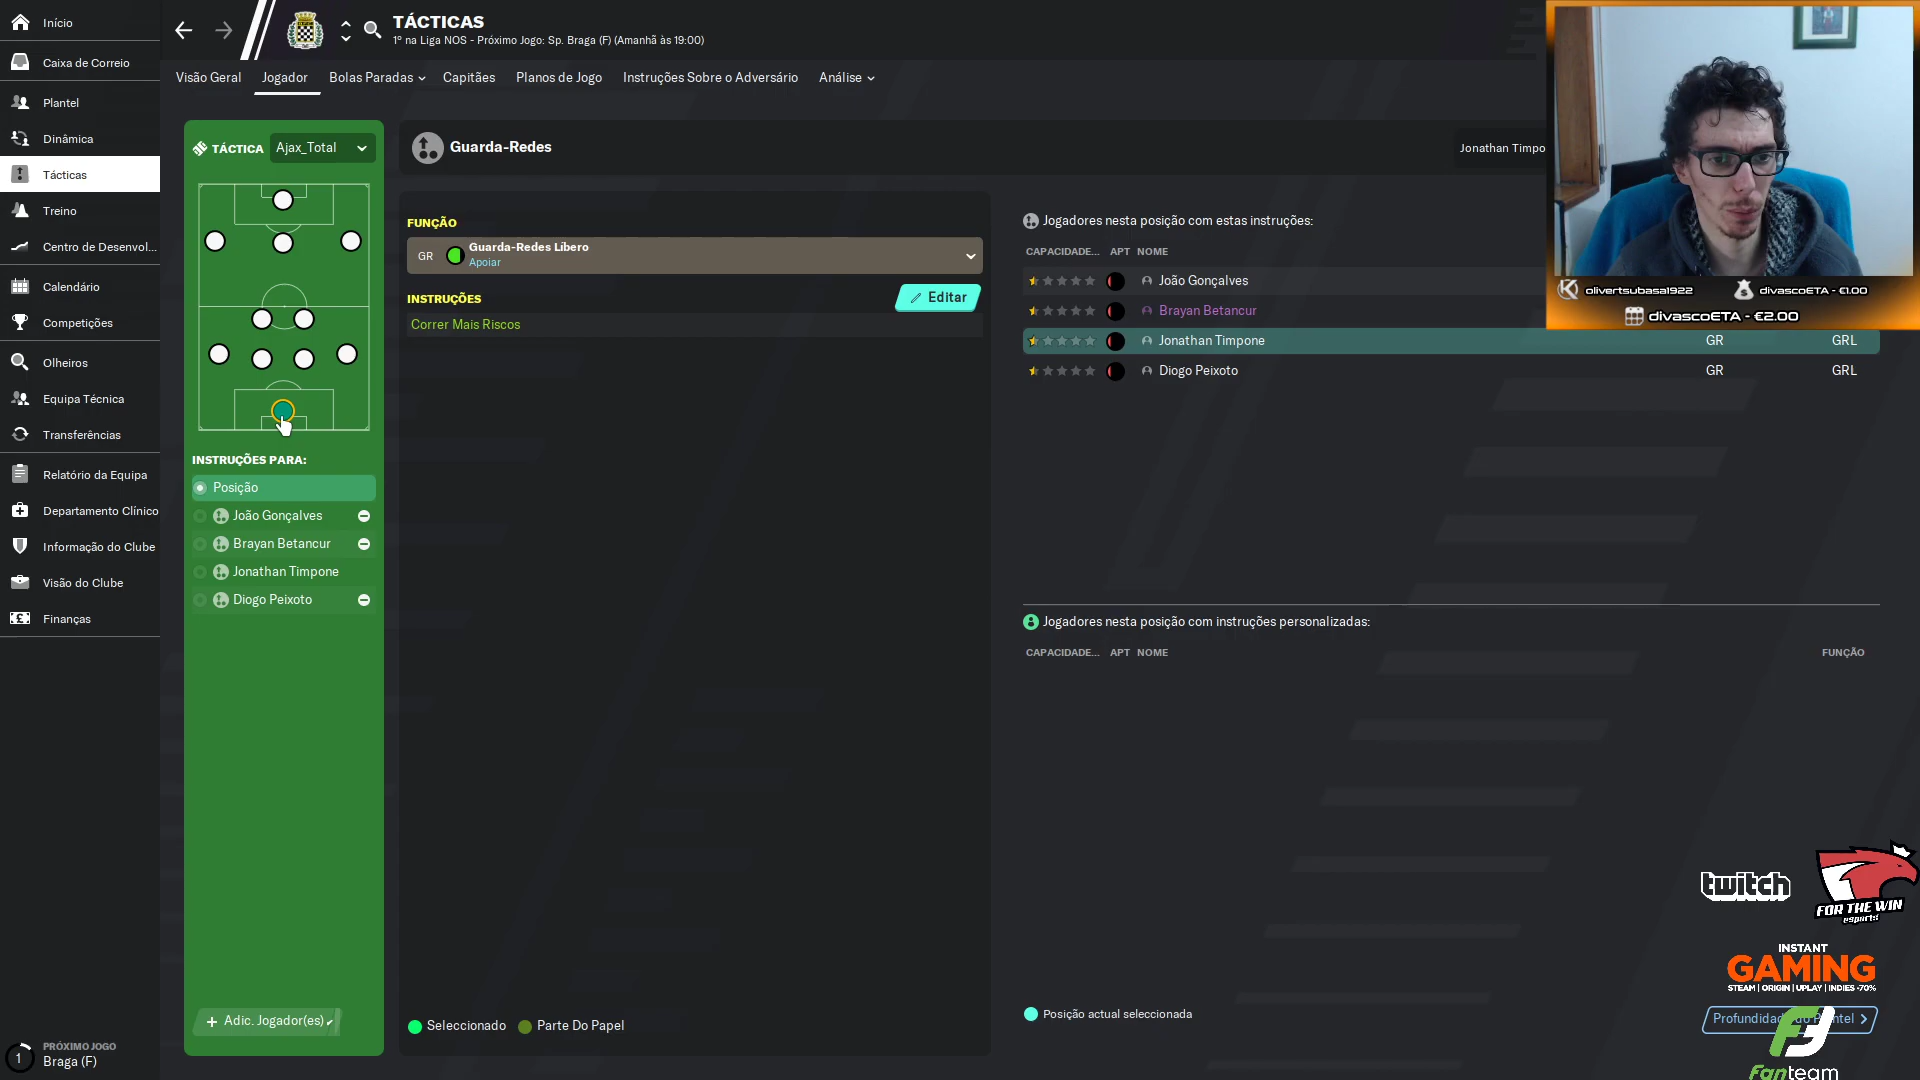 Início
Caixa de Correio
Plantel
Dinâmica
Tácticas
Treino
Centro de Desenvol...
Calendário
Competições
Olheiros
Equipa Técnica
Transferências
Relatório da Equipa
Departamento Clínico
Informação do Clube
Visão do Clube
Finanças
1
PRÓXIMO JOGO
Braga (F)
TÁCTICAS
1º na Liga NOS - Próximo Jogo: Sp. Braga (F) (Amanhã às 19:00)
Visão Geral
Jogador
Bolas Paradas
Capitães
Planos de Jogo
Instruções Sobre o Adversário
Análise
TÁCTICA
Ajax_Total
INSTRUÇÕES PARA:
Posição
João Gonçalves
Brayan Betancur
Jonathan Timpone
Diogo Peixoto
+ Adic. Jogador(es)
Guarda-Redes
Jonathan Timpo
FUNÇÃO
GR
Guarda-Redes Líbero
Apoiar
INSTRUÇÕES
Editar
Correr Mais Riscos
Seleccionado
Parte Do Papel
Jogadores nesta posição com estas instruções:
CAPACIDADE... APT NOME
João Gonçalves
Brayan Betancur
Jonathan Timpone GR GRL
Diogo Peixoto GR GRL
Jogadores nesta posição com instruções personalizadas:
CAPACIDADE... APT NOME FUNÇÃO
Posição actual seleccionada
olivertsubasa1922
divascoETA - €1.00
divascoETA - €2.00
twitch
FOR THE WIN
esports
INSTANT
GAMING
STEAM | ORIGIN | UPLAY | INDIES -70%
Fanteam